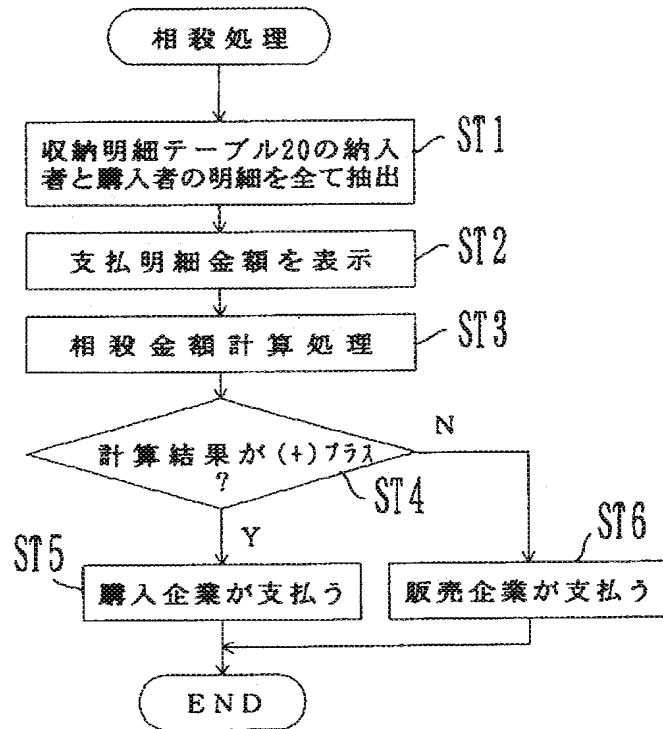 相殺処理
収納明細テーブル20の納入
者と購入者の明細を全て抽出
ST1
支払明細金額を表示
ST2
相殺金額計算処理
ST3
計算結果が(+)プラス
?
N
ST4
Y
ST5
購入企業が支払う
ST6
販売企業が支払う
END